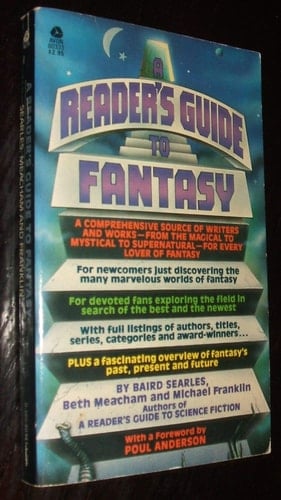 AVON
$2.95
A
READER'S GUIDE
TO
FANTASY
A COMPREHENSIVE SOURCE OF WRITERS
AND WORKS—FROM THE MAGICAL TO
MYSTICAL TO SUPERNATURAL—FOR EVERY
LOVER OF FANTASY
For newcomers just discovering the
many marvelous worlds of fantasy
For devoted fans exploring the field in
search of the best and the newest
With full listings of authors, titles,
series, categories and award-winners...
PLUS a fascinating overview of fantasy's
past, present and future
BY BAIRD SEARLES,
Beth Meacham and Michael Franklin
Authors of
A READER'S GUIDE TO SCIENCE FICTION
With a Foreword by
POUL ANDERSON
A READER'S GUIDE TO FANTASY
SEARLES, MEACHAM AND FRANKLIN